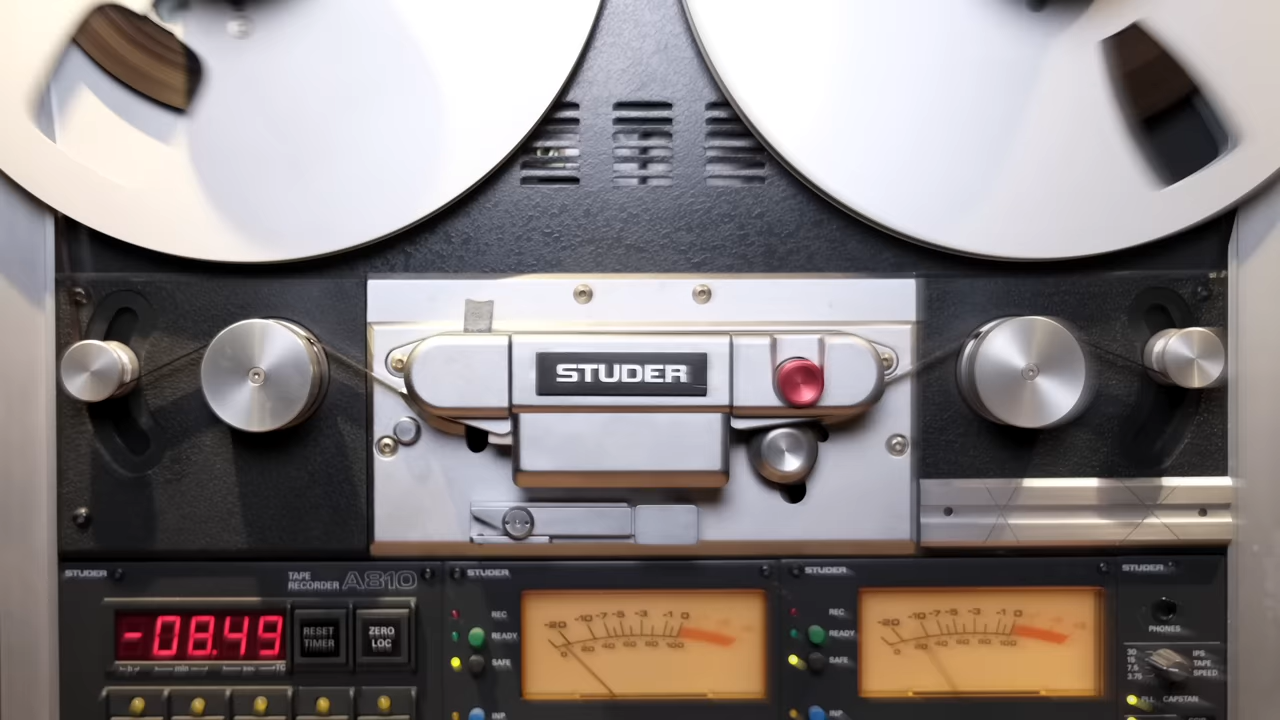 STUDER
STUDER
TAPE
RECORDER A810
-08.49
RESET
TIMER
ZERO
LOC
STUDER
REC
READY
SAFE
INP
-20 -10 -7 -5 -3 -1 0
0 20 40 60 80 100
STUDER
REC
READY
SAFE
INP
-20 -10 -7 -5 -3 -1 0
0 20 40 60 80 100
STUDER
PHONES
30
15
7.5
3.75
IPS
TAPE
SPEED
PLL CAPSTAN